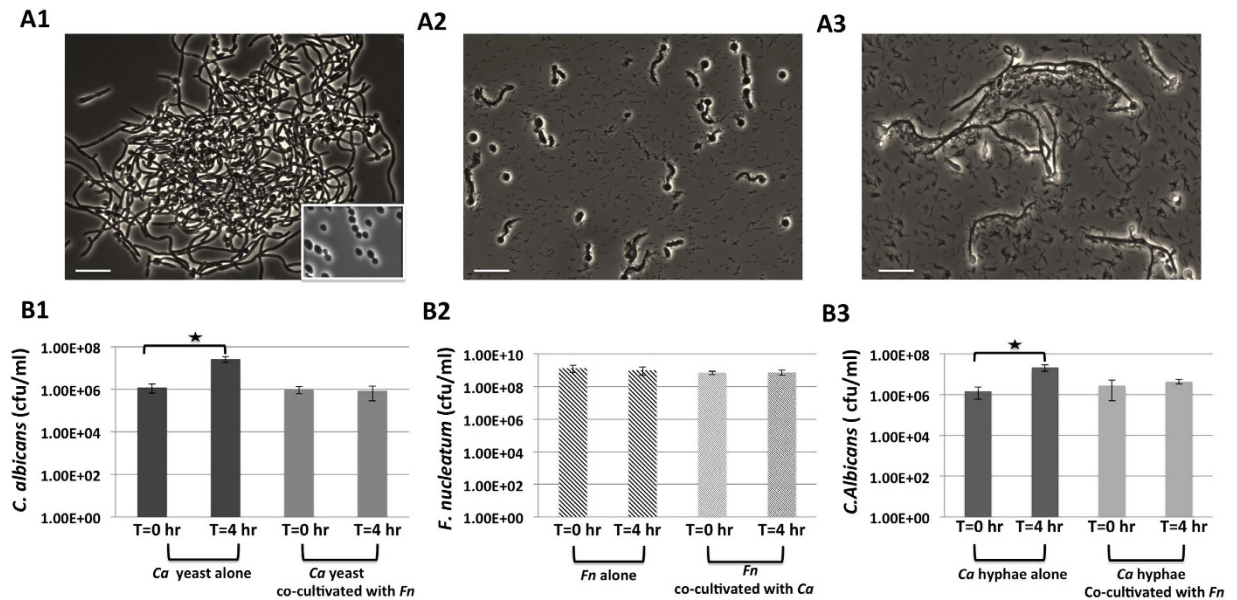 A1
A2
A3
B1
★
C. albicans (cfu/ml)
1.00E+08
1.00E+06
1.00E+04
1.00E+02
1.00E+00
T=0 hr T=4 hr T=0 hr T=4 hr
Ca yeast alone
Ca yeast
co-cultivated with Fn
B2
F. nucleatum (cfu/ml)
1.00E+10
1.00E+08
1.00E+06
1.00E+04
1.00E+02
1.00E+00
T=0 hr T=4 hr T=0 hr T=4 hr
Fn alone
Fn
co-cultivated with Ca
B3
★
C.Albicans ( cfu/ml)
1.00E+08
1.00E+06
1.00E+04
1.00E+02
1.00E+00
T=0 hr T=4 hr T=0 hr T=4 hr
Ca hyphae alone
Ca hyphae
Co-cultivated with Fn